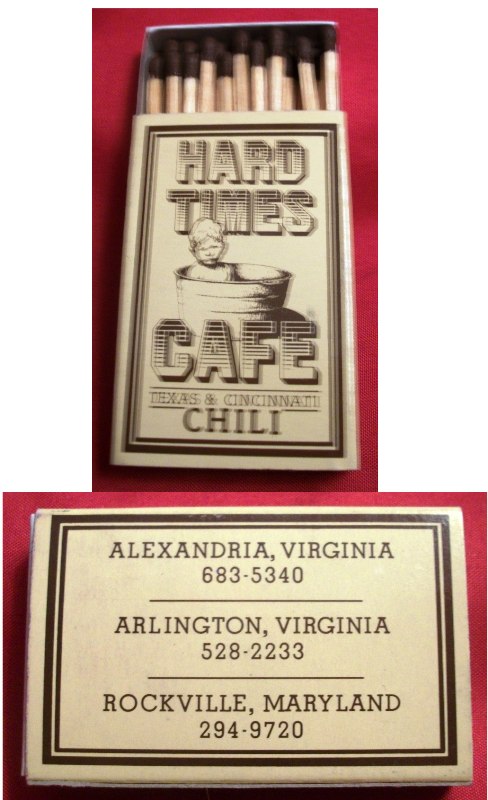 HARD
TIMES
CAFE
TEXAS & CINCINNATI
CHILI
ALEXANDRIA, VIRGINIA
683-5340
ARLINGTON, VIRGINIA
528-2233
ROCKVILLE, MARYLAND
294-9720